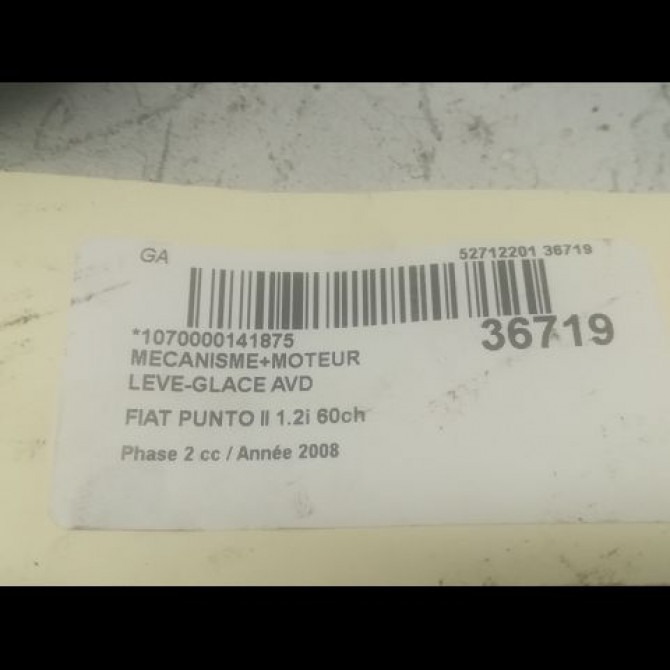 GA
52712201 36719
*1070000141875
36719
MECANISME+MOTEUR
LEVE-GLACE AVD
FIAT PUNTO II 1.2i 60ch
Phase 2 cc / Année 2008